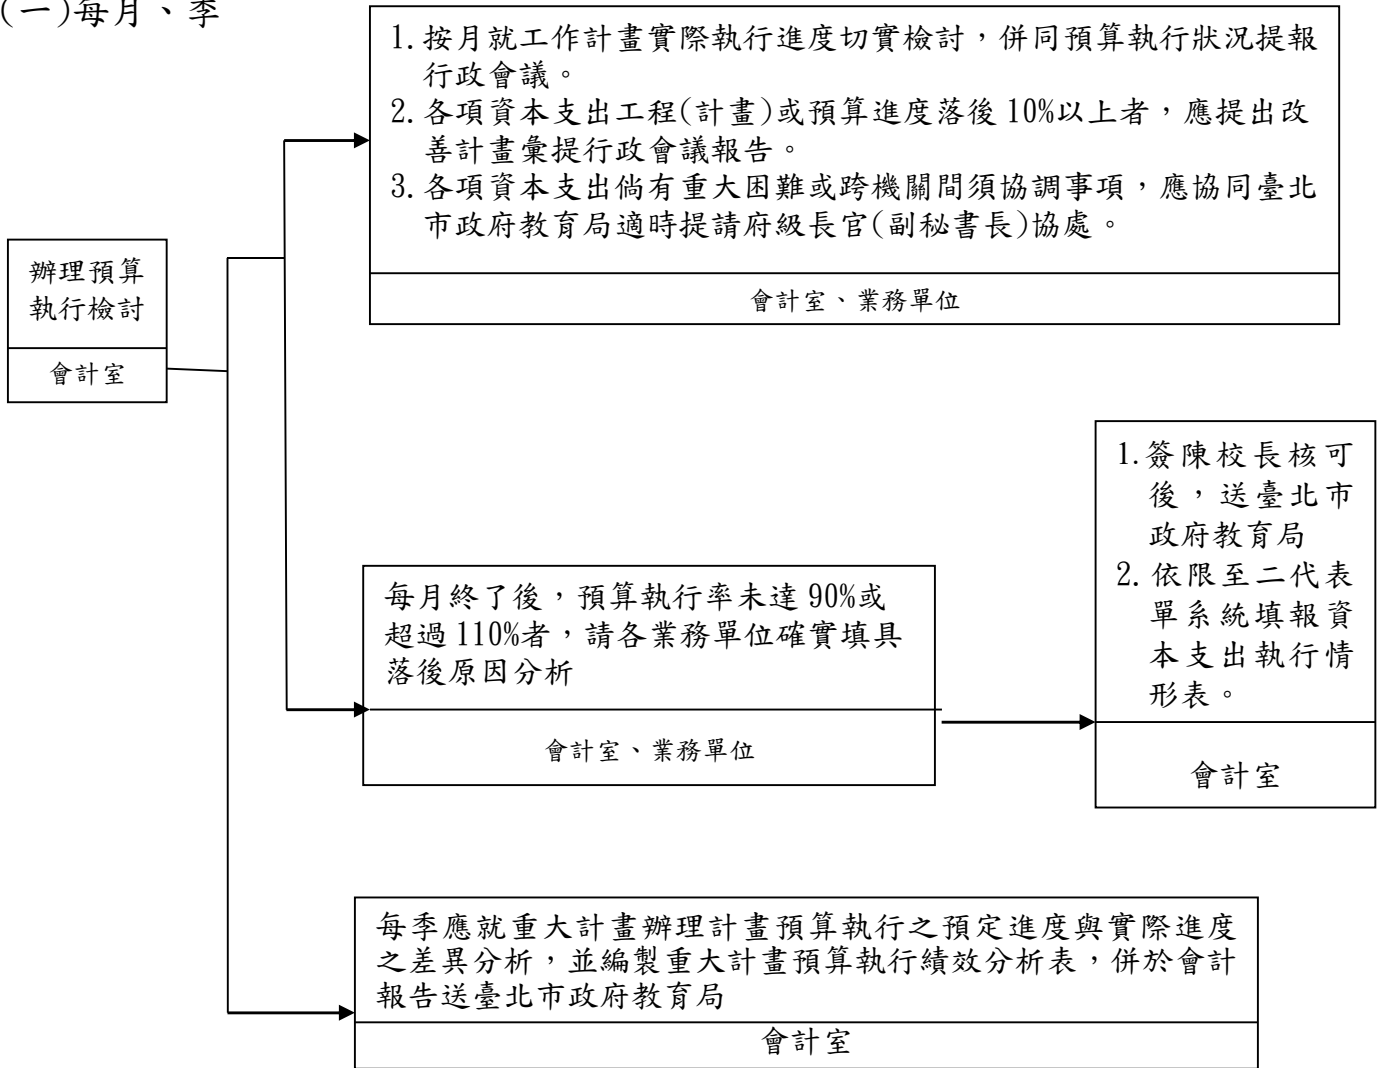 (一)每月、季
1.按月就工作計畫實際執行進度切實檢討，併同預算執行狀況提報
行政會議。
2.各項資本支出工程(計畫)或預算進度落後 10%以上者，應提出改
善計畫彙提行政會議報告。
3.各項資本支出倘有重大困難或跨機關間須協調事項，應協同臺北
市政府教育局適時提請府級長官(副秘書長)協處。
會計室、業務單位
辦理預算
執行檢討
會計室
1.簽陳校長核可
後，送臺北市
政府教育局
2.依限至二代表
單系統填報資
本支出執行情
形表。
會計室
每月終了後，預算執行率未達 90%或
超過 110%者，請各業務單位確實填具
落後原因分析
會計室、業務單位
每季應就重大計畫辦理計畫預算執行之預定進度與實際進度
之差異分析，並編製重大計畫預算執行績效分析表，併於會計
報告送臺北市政府教育局
會計室